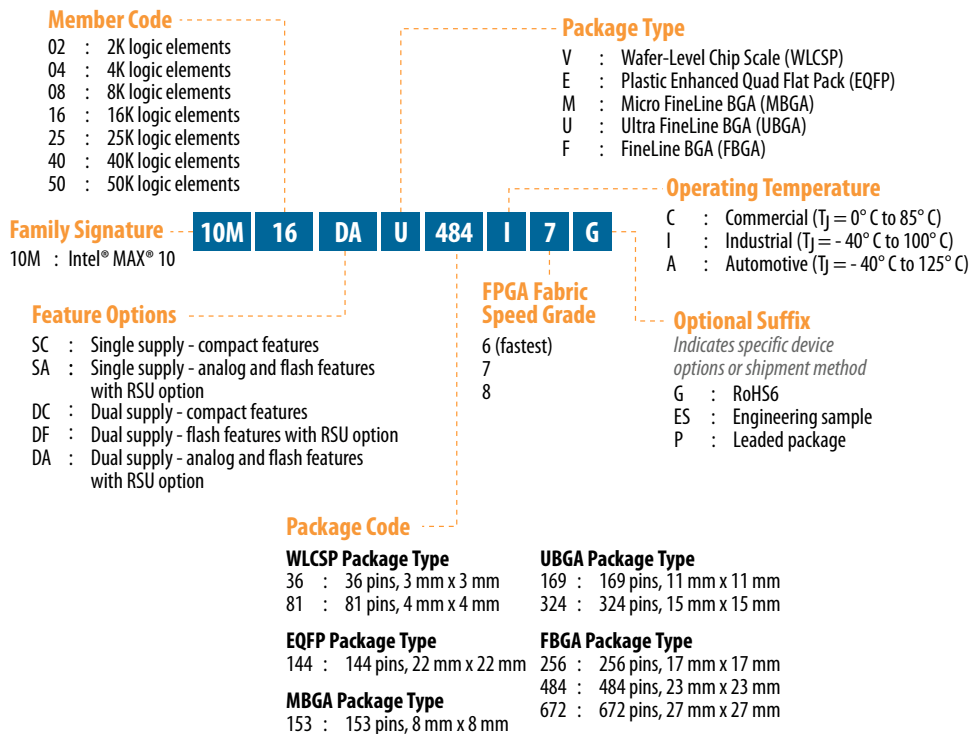 Member Code
02 : 2K logic elements
04 : 4K logic elements
08 : 8K logic elements
16 : 16K logic elements
25 : 25K logic elements
40 : 40K logic elements
50 : 50K logic elements
Package Type
V : Wafer-Level Chip Scale (WLCSP)
E : Plastic Enhanced Quad Flat Pack (EQFP)
M : Micro FineLine BGA (MBGA)
U : Ultra FineLine BGA (UBGA)
F : FineLine BGA (FBGA)
Operating Temperature
C : Commercial (TJ = 0° C to 85° C)
I : Industrial (TJ = - 40° C to 100° C)
A : Automotive (TJ = - 40° C to 125° C)
Family Signature
10M : Intel® MAX® 10
10M 16 DA U 484 I 7 G
Feature Options
SC : Single supply - compact features
SA : Single supply - analog and flash features
with RSU option
DC : Dual supply - compact features
DF : Dual supply - flash features with RSU option
DA : Dual supply - analog and flash features
with RSU option
FPGA Fabric
Speed Grade
6 (fastest)
7
8
Optional Suffix
Indicates specific device
options or shipment method
G : RoHS6
ES : Engineering sample
P : Leaded package
Package Code
WLCSP Package Type
36 : 36 pins, 3 mm x 3 mm
81 : 81 pins, 4 mm x 4 mm
EQFP Package Type
144 : 144 pins, 22 mm x 22 mm
MBGA Package Type
153 : 153 pins, 8 mm x 8 mm
UBGA Package Type
169 : 169 pins, 11 mm x 11 mm
324 : 324 pins, 15 mm x 15 mm
FBGA Package Type
256 : 256 pins, 17 mm x 17 mm
484 : 484 pins, 23 mm x 23 mm
672 : 672 pins, 27 mm x 27 mm